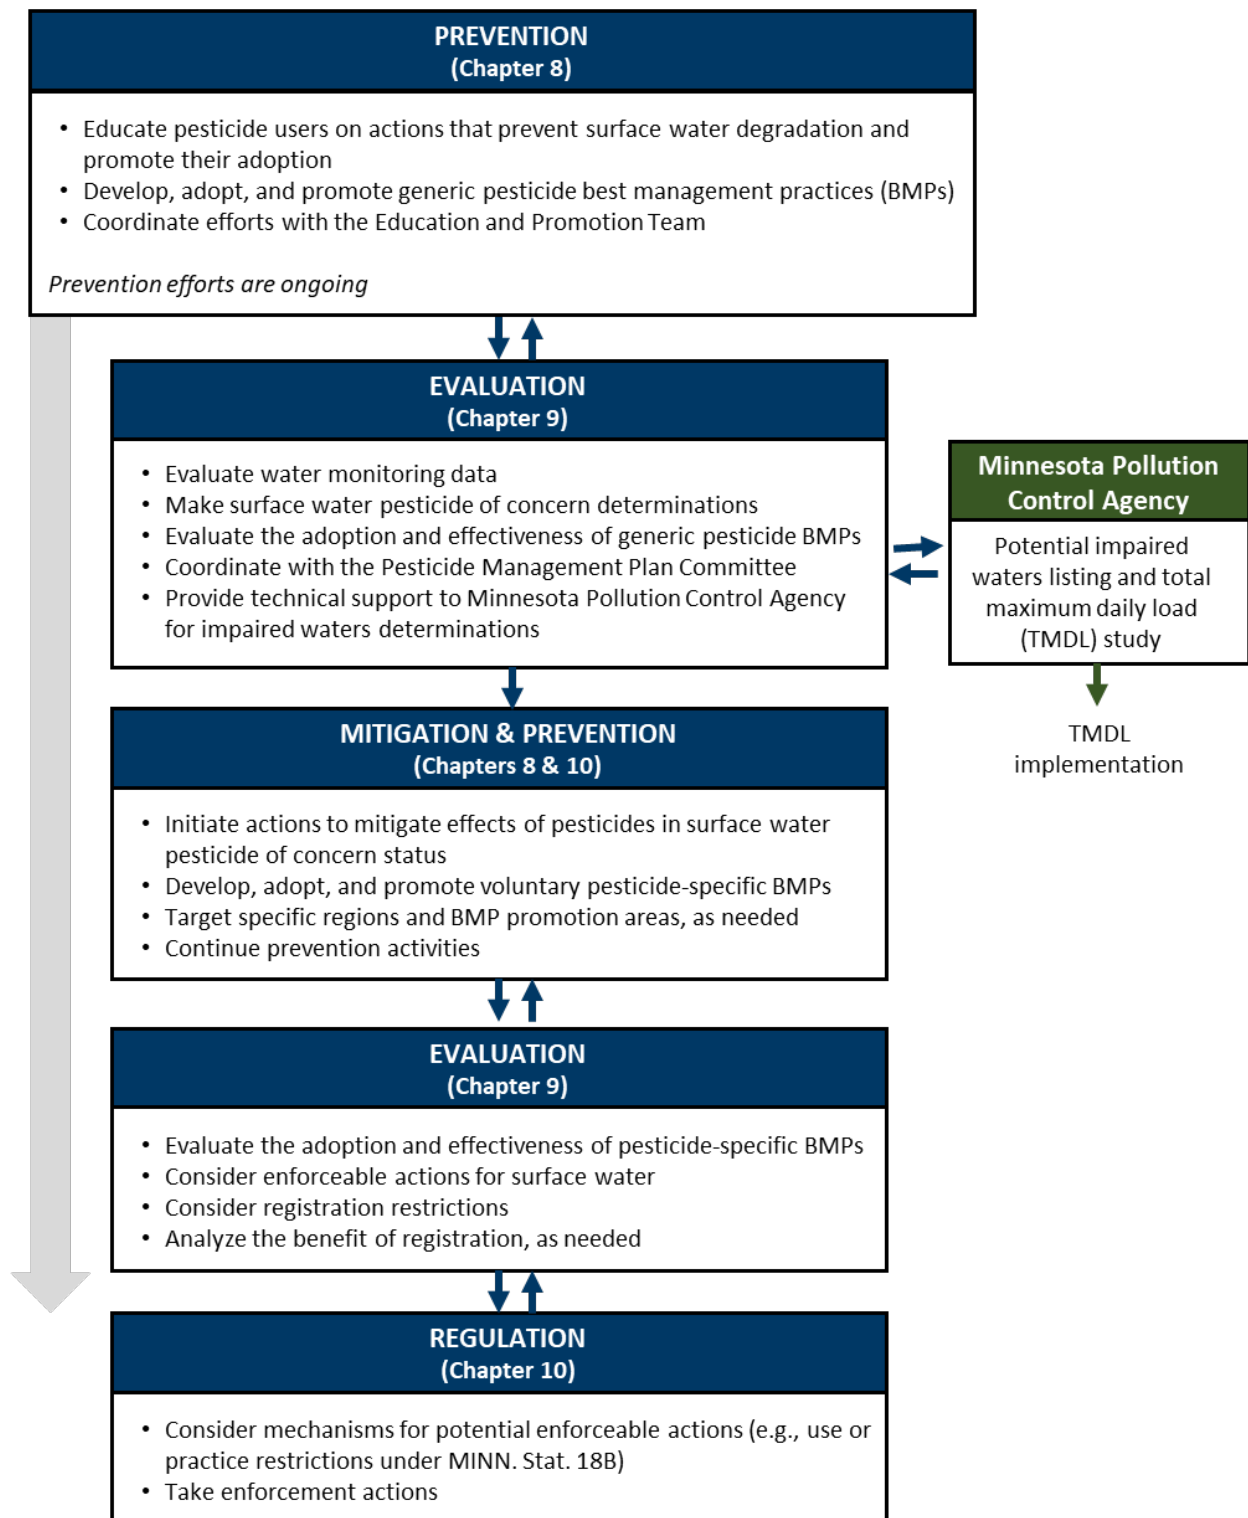 PREVENTION
(Chapter 8)
• Educate pesticide users on actions that prevent surface water degradation and
promote their adoption
• Develop, adopt, and promote generic pesticide best management practices (BMPs)
• Coordinate efforts with the Education and Promotion Team
Prevention efforts are ongoing
EVALUATION
(Chapter 9)
• Evaluate water monitoring data
• Make surface water pesticide of concern determinations
• Evaluate the adoption and effectiveness of generic pesticide BMPs
• Coordinate with the Pesticide Management Plan Committee
• Provide technical support to Minnesota Pollution Control Agency
for impaired waters determinations
Minnesota Pollution
Control Agency
Potential impaired
waters listing and total
maximum daily load
(TMDL) study
TMDL
implementation
MITIGATION & PREVENTION
(Chapters 8 & 10)
• Initiate actions to mitigate effects of pesticides in surface water
pesticide of concern status
• Develop, adopt, and promote voluntary pesticide-specific BMPs
• Target specific regions and BMP promotion areas, as needed
• Continue prevention activities
EVALUATION
(Chapter 9)
• Evaluate the adoption and effectiveness of pesticide-specific BMPs
• Consider enforceable actions for surface water
• Consider registration restrictions
• Analyze the benefit of registration, as needed
REGULATION
(Chapter 10)
• Consider mechanisms for potential enforceable actions (e.g., use or
practice restrictions under MINN. Stat. 18B)
• Take enforcement actions